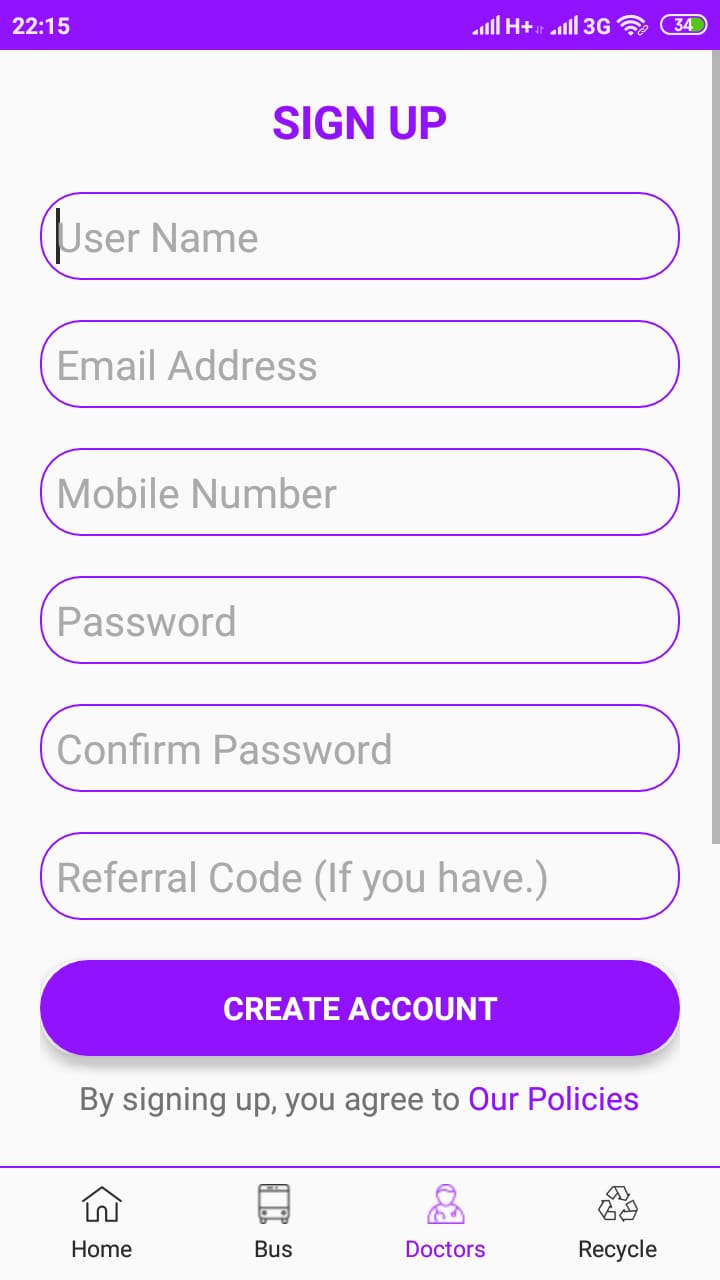 22:15 H+ 3G 34
SIGN UP
User Name
Email Address
Mobile Number
Password
Confirm Password
Referral Code (If you have.)
CREATE ACCOUNT
By signing up, you agree to Our Policies
Home Bus Doctors Recycle